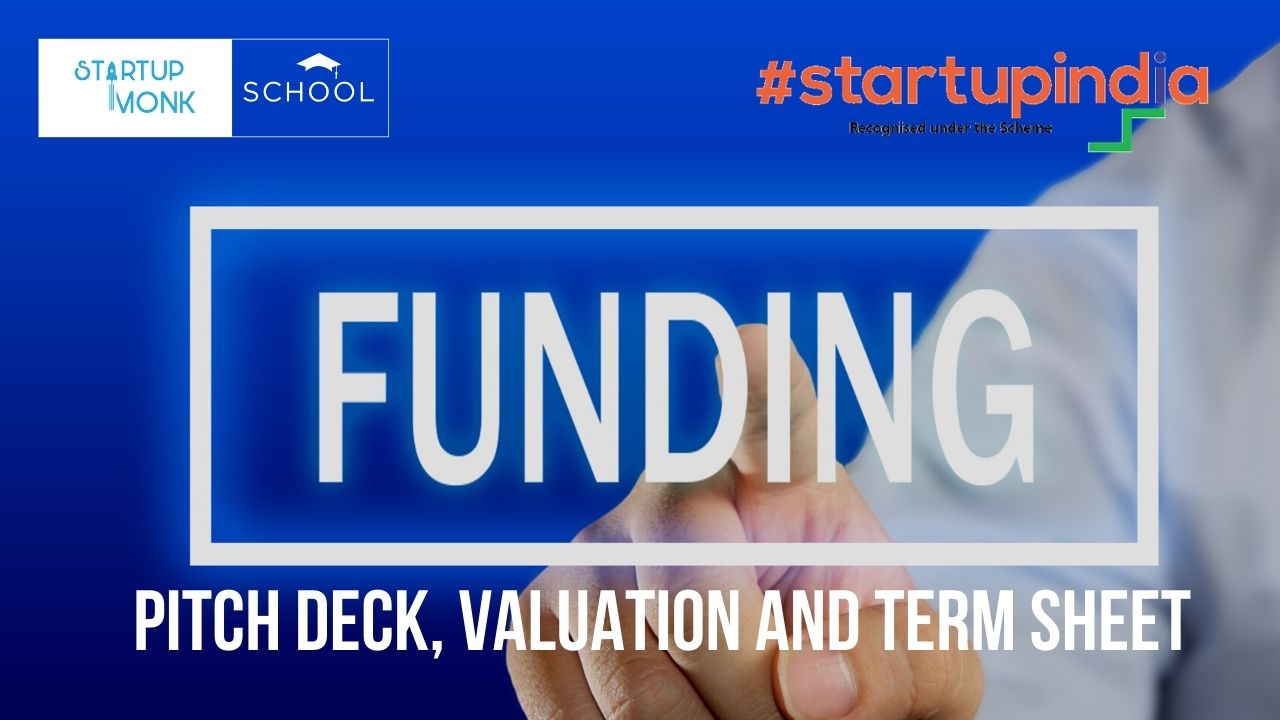 STARTUP
MONK
SCHOOL
#startupindia
Recognised under the Scheme
FUNDING
PITCH DECK, VALUATION AND TERM SHEET